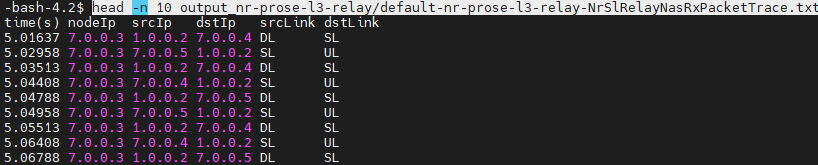 -bash-4.2$ head -n 10 output_nr-prose-l3-relay/default-nr-prose-l3-relay-NrSlRelayNasRxPacketTrace.txt
time(s) nodeIp srcIp dstIp srcLink dstLink
5.01637 7.0.0.3 1.0.0.2 7.0.0.4 DL SL
5.02958 7.0.0.3 7.0.0.5 1.0.0.2 SL UL
5.03513 7.0.0.3 1.0.0.2 7.0.0.4 DL SL
5.04408 7.0.0.3 7.0.0.4 1.0.0.2 SL UL
5.04788 7.0.0.3 1.0.0.2 7.0.0.5 DL SL
5.04958 7.0.0.3 7.0.0.5 1.0.0.2 SL UL
5.05513 7.0.0.3 1.0.0.2 7.0.0.4 DL SL
5.06408 7.0.0.3 7.0.0.4 1.0.0.2 SL UL
5.06788 7.0.0.3 1.0.0.2 7.0.0.5 DL SL